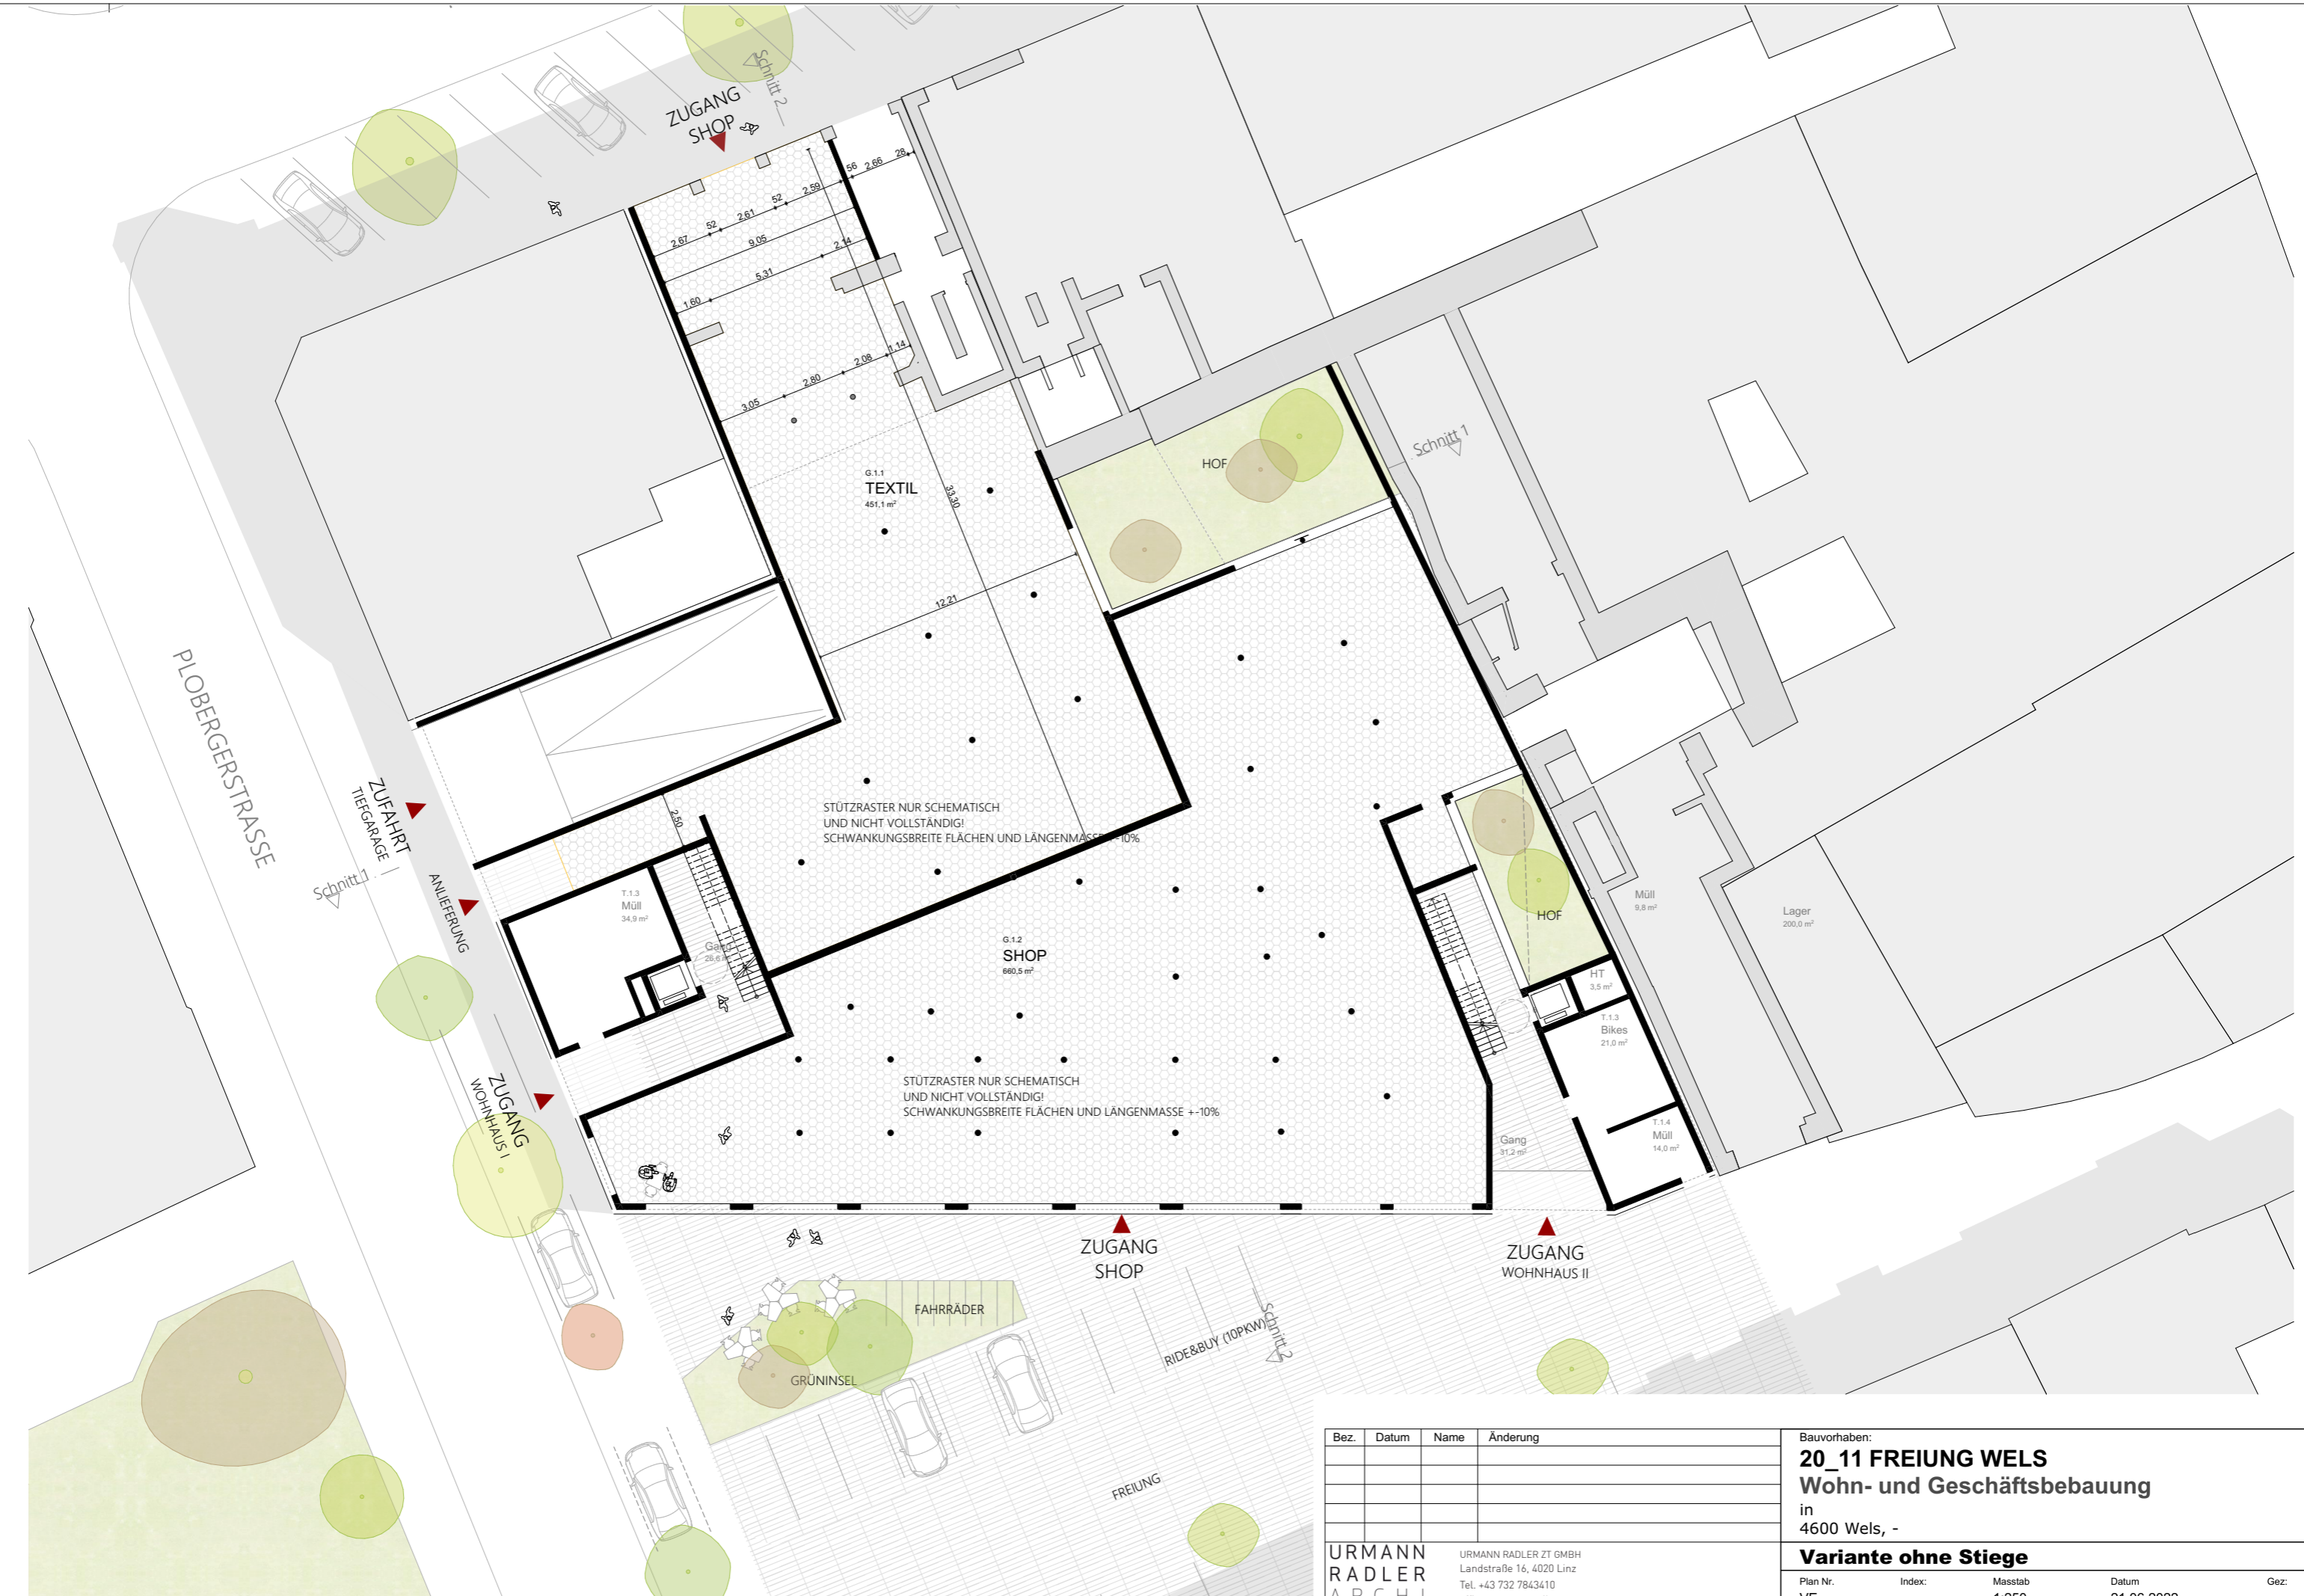 ZUGANG
SHOP
Schnitt 2
2,67
52
2,61
52
2,59
56
2,66
28
9,05
1,60
5,31
2,14
3,05
2,80
2,08
1,14
G.1.1
TEXTIL
451,1 m²
33,30
12,21
HOF
Schnitt 1
PLOBERGERSTRASSE
ZUFAHRT
TIEFGARAGE
Schnitt 1
ANLIEFERUNG
2,50
STÜTZRASTER NUR SCHEMATISCH
UND NICHT VOLLSTÄNDIG!
SCHWANKUNGSBREITE FLÄCHEN UND LÄNGENMASSE +-10%
T.1.3
Müll
34,9 m²
Gang
G.1.2
SHOP
660,5 m²
HOF
Müll
9,8 m²
Lager
200,0 m²
HT
3,5 m²
T.1.3
Bikes
21,0 m²
T.1.4
Müll
14,0 m²
Gang
31,2 m²
ZUGANG
WOHNHAUS I
STÜTZRASTER NUR SCHEMATISCH
UND NICHT VOLLSTÄNDIG!
SCHWANKUNGSBREITE FLÄCHEN UND LÄNGENMASSE +-10%
ZUGANG
SHOP
ZUGANG
WOHNHAUS II
FAHRRÄDER
GRÜNINSEL
RIDE&BUY (10PKW)
Schnitt 2
FREIUNG
Bez. Datum Name Änderung
Bauvorhaben:
20_11 FREIUNG WELS
Wohn- und Geschäftsbebauung
in
4600 Wels, -
Variante ohne Stiege
Plan Nr. Index: Masstab Datum Gez:
URMANN
RADLER
URMANN RADLER ZT GMBH
Landstraße 16, 4020 Linz
Tel. +43 732 7843410